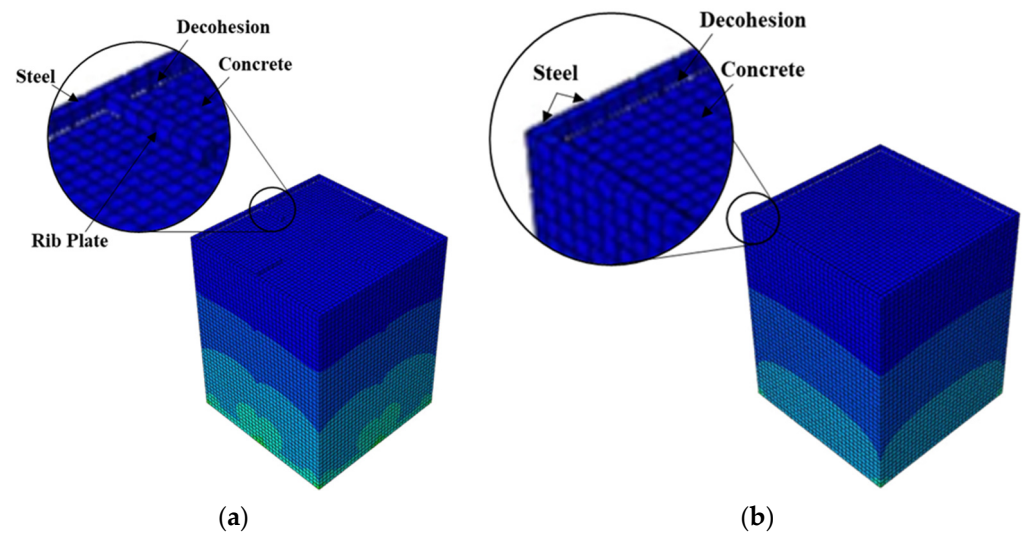 Decohesion
Steel
Concrete
Rib Plate
Decohesion
Steel
Concrete
(a)
(b)